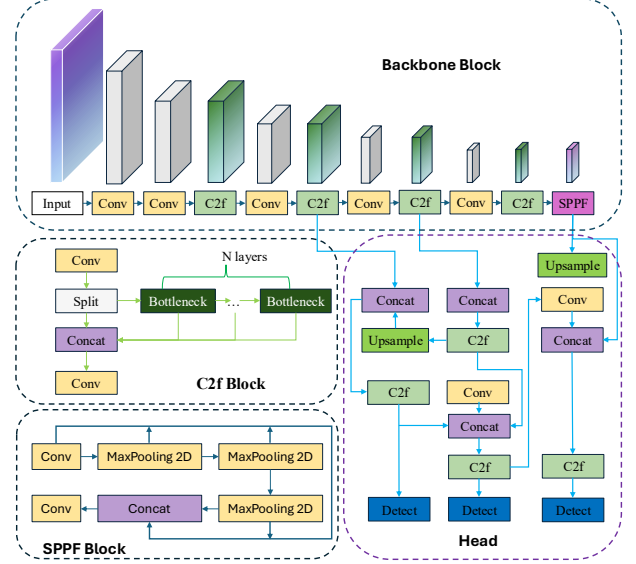 Backbone Block
Input Conv Conv C2f Conv C2f Conv C2f Conv C2f SPPF
Conv
N layers
Split Bottleneck ... Bottleneck
Concat
Conv
C2f Block
Conv MaxPooling 2D MaxPooling 2D
Conv Concat MaxPooling 2D
SPPF Block
Upsample
Concat Concat Conv
Upsample C2f Concat
C2f Conv
Concat
C2f C2f
Detect Detect Detect
Head